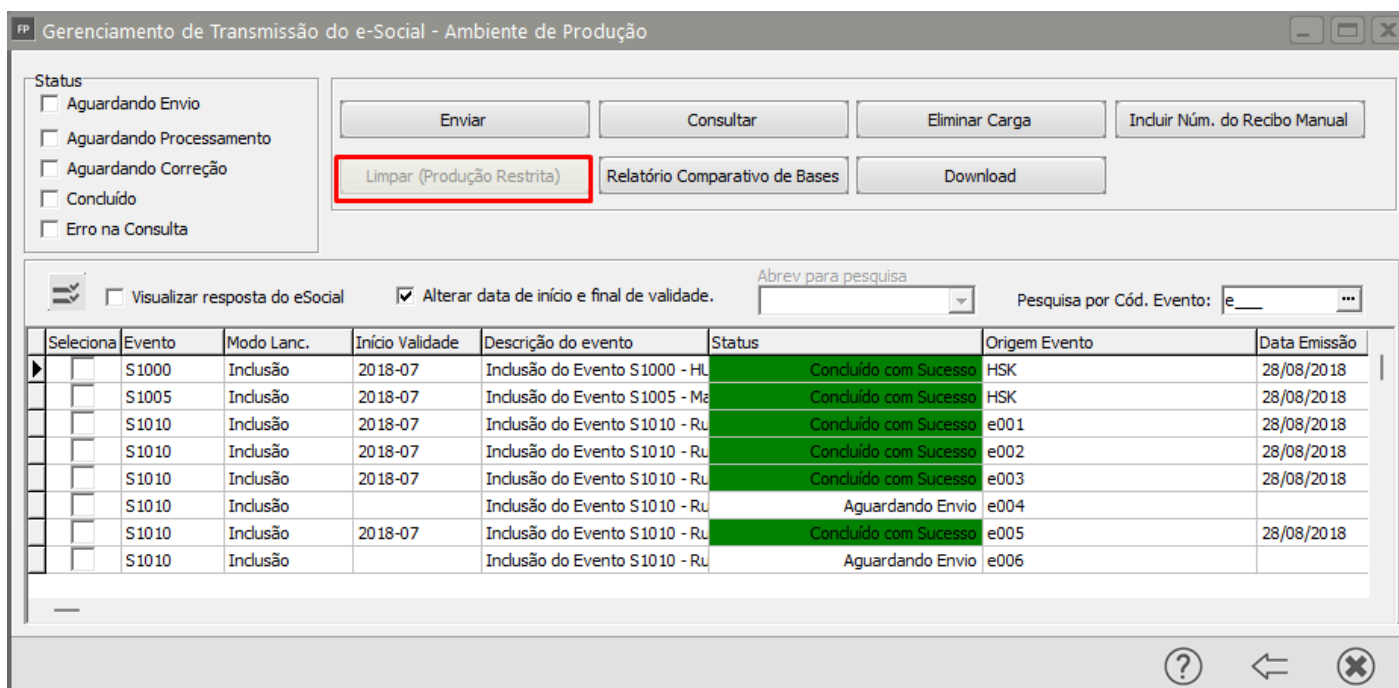 FP Gerenciamento de Transmissão do e-Social - Ambiente de Produção
Status
Aguardando Envio
Aguardando Processamento
Aguardando Correção
Concluído
Erro na Consulta
Enviar Consultar Eliminar Carga Incluir Núm. do Recibo Manual
Limpar (Produção Restrita) Relatório Comparativo de Bases Download
Visualizar resposta do eSocial Alterar data de início e final de validade. Abrev para pesquisa Pesquisa por Cód. Evento: e___ ...
Seleciona Evento Modo Lanc. Início Validade Descrição do evento Status Origem Evento Data Emissão
S1000 Inclusão 2018-07 Inclusão do Evento S1000 - HU Concluído com Sucesso HSK 28/08/2018
S1005 Inclusão 2018-07 Inclusão do Evento S1005 - Ma Concluído com Sucesso HSK 28/08/2018
S1010 Inclusão 2018-07 Inclusão do Evento S1010 - Ru Concluído com Sucesso e001 28/08/2018
S1010 Inclusão 2018-07 Inclusão do Evento S1010 - Ru Concluído com Sucesso e002 28/08/2018
S1010 Inclusão 2018-07 Inclusão do Evento S1010 - Ru Concluído com Sucesso e003 28/08/2018
S1010 Inclusão Inclusão do Evento S1010 - Ru Aguardando Envio e004
S1010 Inclusão 2018-07 Inclusão do Evento S1010 - Ru Concluído com Sucesso e005 28/08/2018
S1010 Inclusão Inclusão do Evento S1010 - Ru Aguardando Envio e006
?